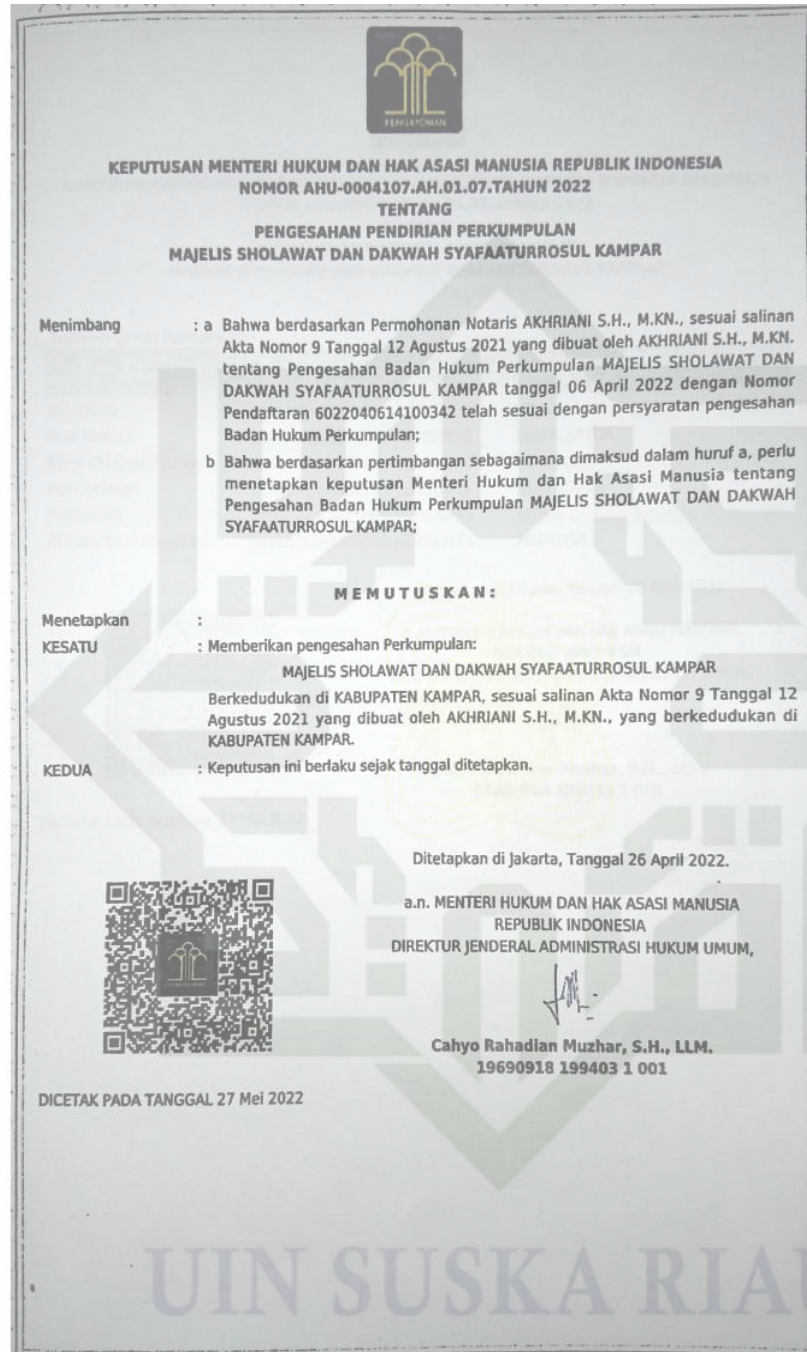 PENGAYOMAN
KEPUTUSAN MENTERI HUKUM DAN HAK ASASI MANUSIA REPUBLIK INDONESIA
NOMOR AHU-0004107.AH.01.07.TAHUN 2022
TENTANG
PENGESAHAN PENDIRIAN PERKUMPULAN
MAJELIS SHOLAWAT DAN DAKWAH SYAFAATURROSUL KAMPAR
Menimbang : a Bahwa berdasarkan Permohonan Notaris AKHRIANI S.H., M.KN., sesuai salinan
Akta Nomor 9 Tanggal 12 Agustus 2021 yang dibuat oleh AKHRIANI S.H., M.KN.
tentang Pengesahan Badan Hukum Perkumpulan MAJELIS SHOLAWAT DAN
DAKWAH SYAFAATURROSUL KAMPAR tanggal 06 April 2022 dengan Nomor
Pendaftaran 6022040614100342 telah sesuai dengan persyaratan pengesahan
Badan Hukum Perkumpulan;
b Bahwa berdasarkan pertimbangan sebagaimana dimaksud dalam huruf a, perlu
menetapkan keputusan Menteri Hukum dan Hak Asasi Manusia tentang
Pengesahan Badan Hukum Perkumpulan MAJELIS SHOLAWAT DAN DAKWAH
SYAFAATURROSUL KAMPAR;
MEMUTUSKAN:
Menetapkan :
KESATU : Memberikan pengesahan Perkumpulan:
MAJELIS SHOLAWAT DAN DAKWAH SYAFAATURROSUL KAMPAR
Berkedudukan di KABUPATEN KAMPAR, sesuai salinan Akta Nomor 9 Tanggal 12
Agustus 2021 yang dibuat oleh AKHRIANI S.H., M.KN., yang berkedudukan di
KABUPATEN KAMPAR.
KEDUA : Keputusan ini berlaku sejak tanggal ditetapkan.
Ditetapkan di Jakarta, Tanggal 26 April 2022.
a.n. MENTERI HUKUM DAN HAK ASASI MANUSIA
REPUBLIK INDONESIA
DIREKTUR JENDERAL ADMINISTRASI HUKUM UMUM,
Cahyo Rahadian Muzhar, S.H., LLM.
19690918 199403 1 001
DICETAK PADA TANGGAL 27 Mei 2022
UIN SUSKA RIAU